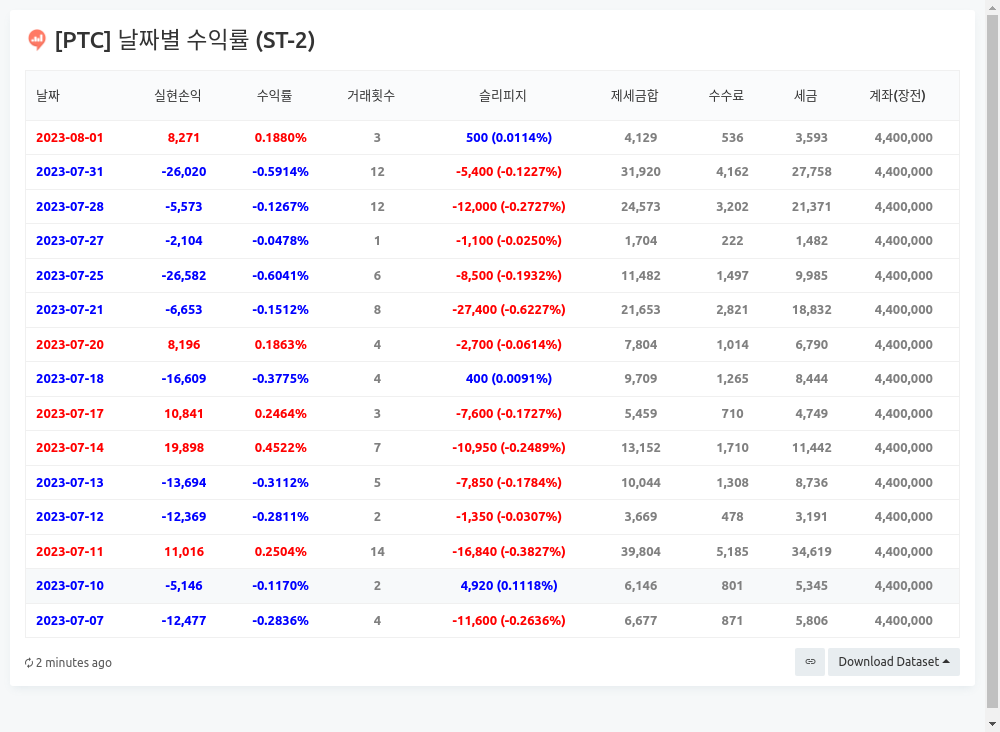 [PTC] 날짜별 수익률 (ST-2)
날짜 실현손익 수익률 거래횟수 슬리피지 제세금합 수수료 세금 계좌(장전)
2023-08-01 8,271 0.1880% 3 500 (0.0114%) 4,129 536 3,593 4,400,000
2023-07-31 -26,020 -0.5914% 12 -5,400 (-0.1227%) 31,920 4,162 27,758 4,400,000
2023-07-28 -5,573 -0.1267% 12 -12,000 (-0.2727%) 24,573 3,202 21,371 4,400,000
2023-07-27 -2,104 -0.0478% 1 -1,100 (-0.0250%) 1,704 222 1,482 4,400,000
2023-07-25 -26,582 -0.6041% 6 -8,500 (-0.1932%) 11,482 1,497 9,985 4,400,000
2023-07-21 -6,653 -0.1512% 8 -27,400 (-0.6227%) 21,653 2,821 18,832 4,400,000
2023-07-20 8,196 0.1863% 4 -2,700 (-0.0614%) 7,804 1,014 6,790 4,400,000
2023-07-18 -16,609 -0.3775% 4 400 (0.0091%) 9,709 1,265 8,444 4,400,000
2023-07-17 10,841 0.2464% 3 -7,600 (-0.1727%) 5,459 710 4,749 4,400,000
2023-07-14 19,898 0.4522% 7 -10,950 (-0.2489%) 13,152 1,710 11,442 4,400,000
2023-07-13 -13,694 -0.3112% 5 -7,850 (-0.1784%) 10,044 1,308 8,736 4,400,000
2023-07-12 -12,369 -0.2811% 2 -1,350 (-0.0307%) 3,669 478 3,191 4,400,000
2023-07-11 11,016 0.2504% 14 -16,840 (-0.3827%) 39,804 5,185 34,619 4,400,000
2023-07-10 -5,146 -0.1170% 2 4,920 (0.1118%) 6,146 801 5,345 4,400,000
2023-07-07 -12,477 -0.2836% 4 -11,600 (-0.2636%) 6,677 871 5,806 4,400,000
2 minutes ago Download Dataset